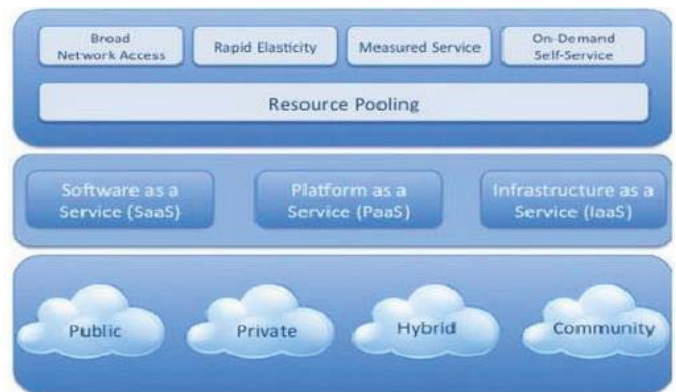 Broad
Network Access
Rapid Elasticity
Measured Service
On-Demand
Self-Service
Resource Pooling
Software as a
Service (SaaS)
Platform as a
Service (PaaS)
Infrastructure as a
Service (IaaS)
Public
Private
Hybrid
Community